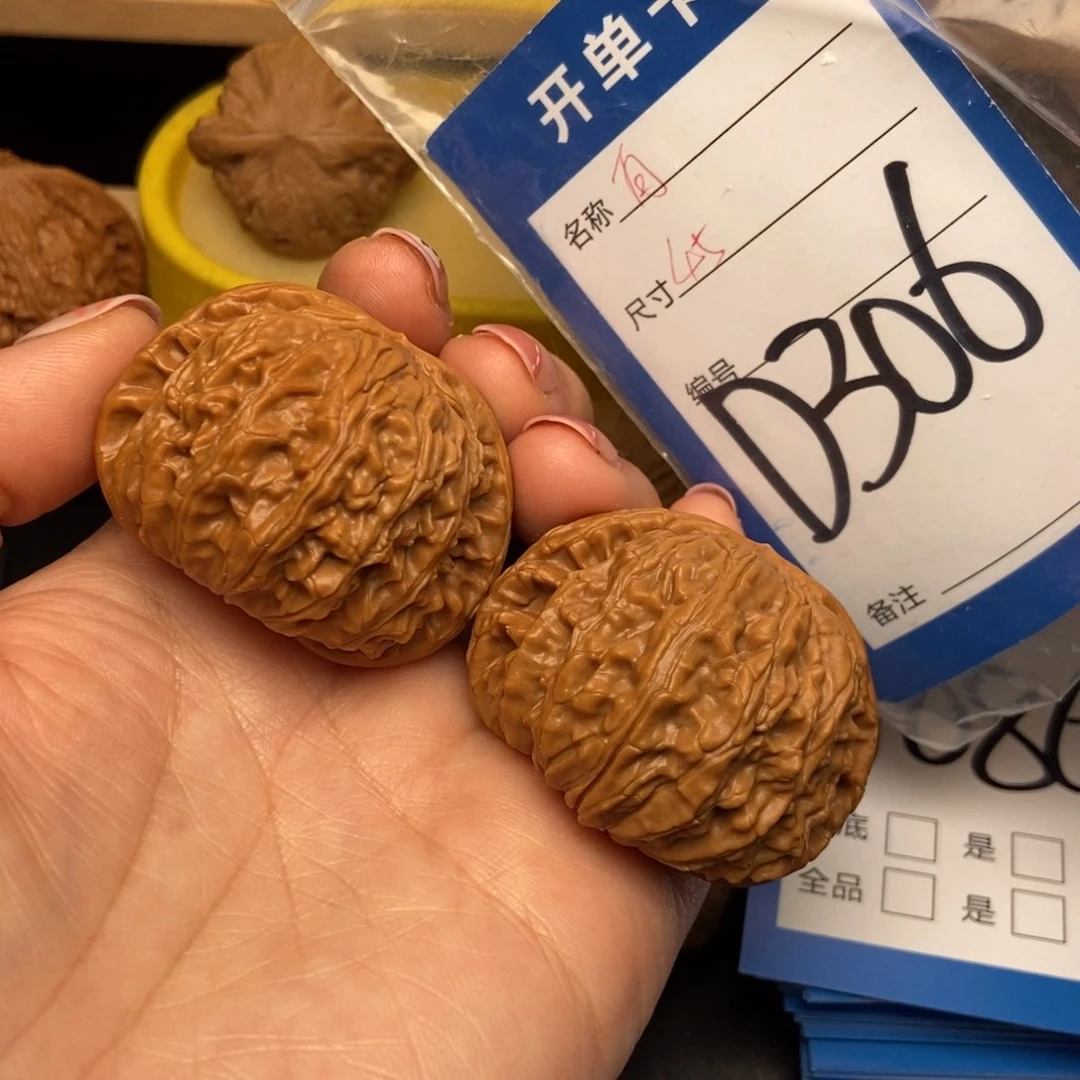 开单卡
名称 百
尺寸 45
编号 D306
备注
底 是
全品 是